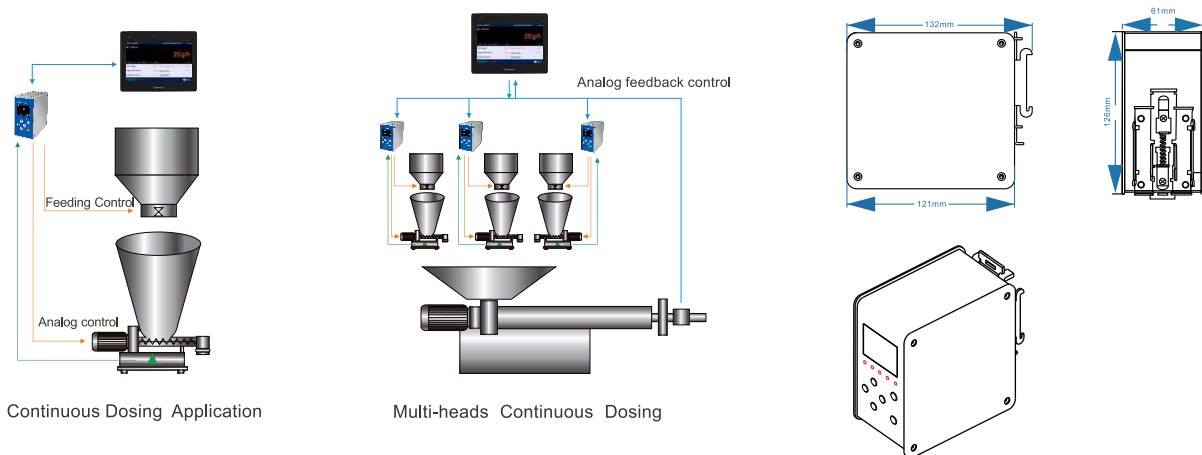 20g/h
Feeding Control
Analog control
Continuous Dosing Application
20g/h
Analog feedback control
Multi-heads Continuous Dosing
132mm
121mm
61mm
126mm